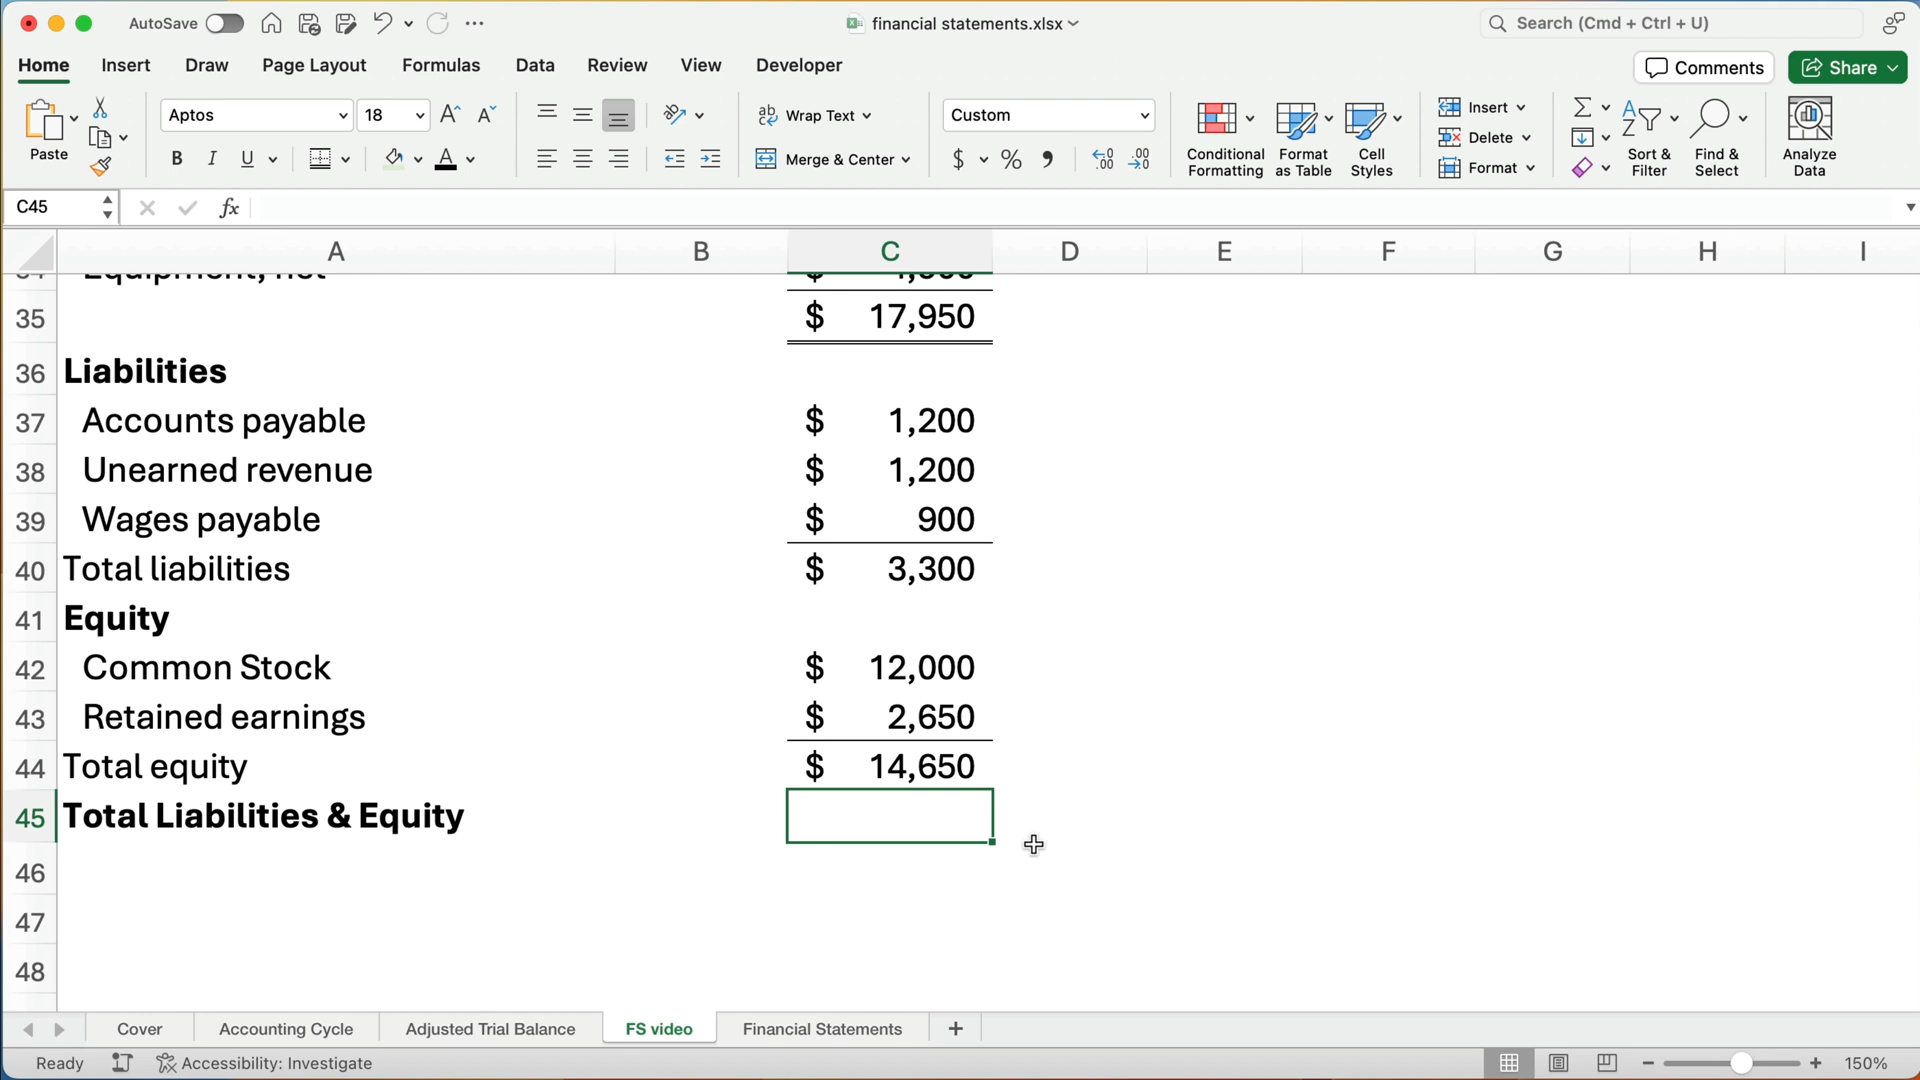 AutoSave
financial statements.xlsx
Search (Cmd + Ctrl + U)
Home Insert Draw Page Layout Formulas Data Review View Developer
Comments Share
Paste
Aptos 18
B I U A
Wrap Text
Merge & Center
Custom
$ % 9
Conditional Formatting
Format as Table
Cell Styles
Insert
Delete
Format
Sort & Filter
Find & Select
Analyze Data
C45 fx
A B C D E F G H I
35 $ 17,950
36 Liabilities
37 Accounts payable $ 1,200
38 Unearned revenue $ 1,200
39 Wages payable $ 900
40 Total liabilities $ 3,300
41 Equity
42 Common Stock $ 12,000
43 Retained earnings $ 2,650
44 Total equity $ 14,650
45 Total Liabilities & Equity
46
47
48
Cover Accounting Cycle Adjusted Trial Balance FS video Financial Statements +
Ready Accessibility: Investigate 150%